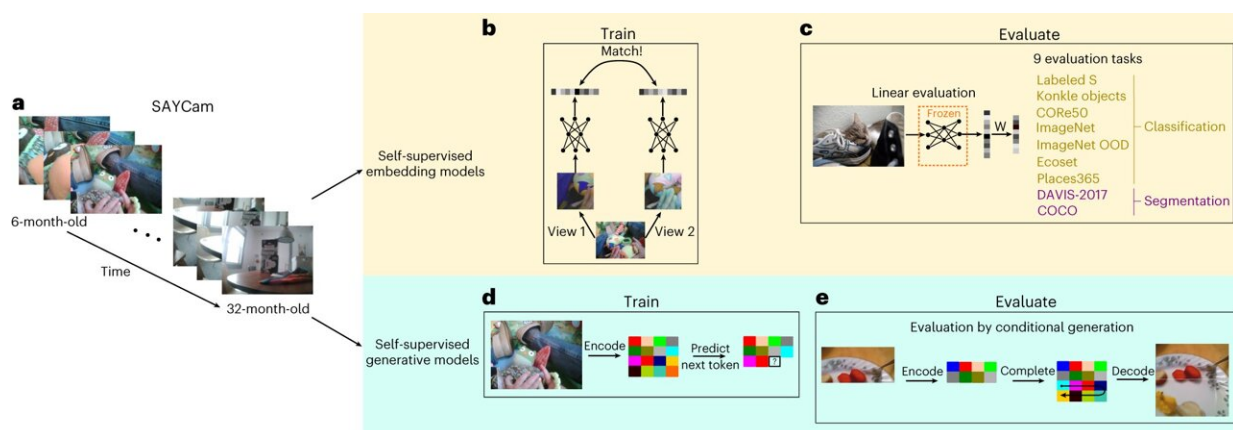 a
SAYCam
6-month-old
Time
32-month-old
Self-supervised
embedding models
Self-supervised
generative models
b
Train
Match!
View 1
View 2
c
Evaluate
9 evaluation tasks
Linear evaluation
Frozen
W
Labeled S
Konkle objects
CORe50
ImageNet
ImageNet OOD
Ecoset
Places365
Classification
DAVIS-2017
COCO
Segmentation
d
Train
Encode
Predict
next token
?
e
Evaluate
Evaluation by conditional generation
Encode
Complete
Decode